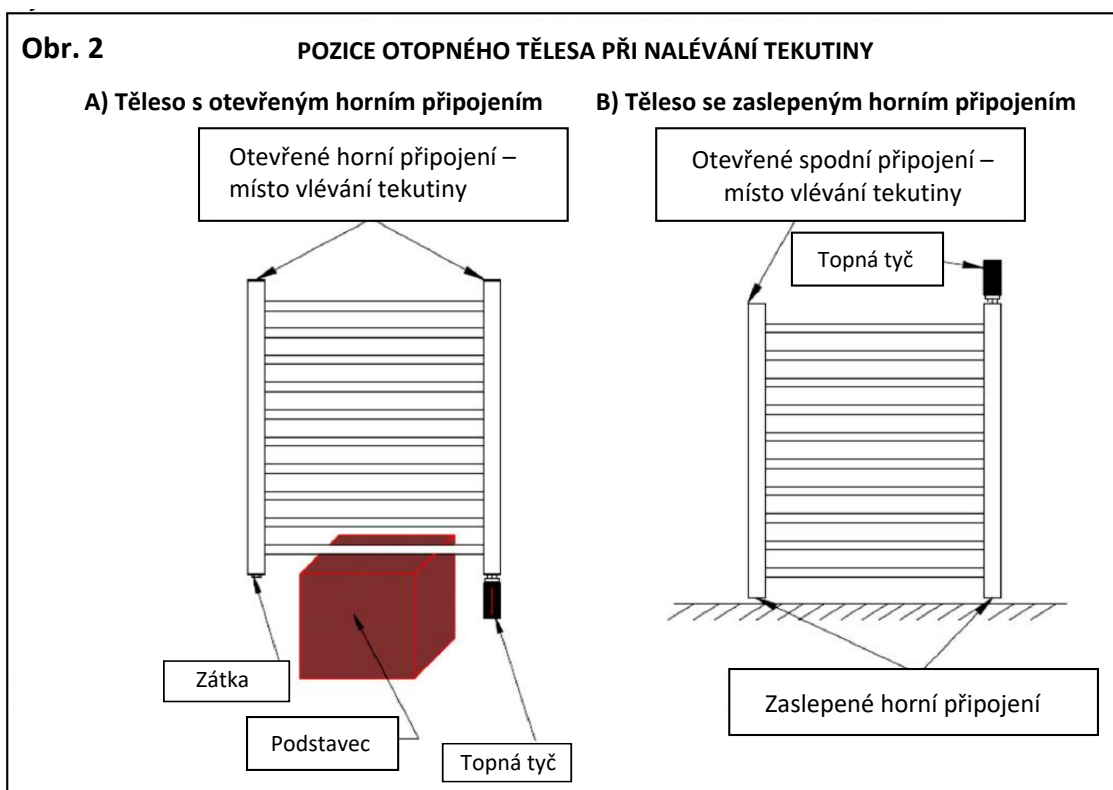 Obr. 2
POZICE OTOPNÉHO TĚLESA PŘI NALÉVÁNÍ TEKUTINY
A) Těleso s otevřeným horním připojením
B) Těleso se zaslepeným horním připojením
Otevřené horní připojení –
místo vlévání tekutiny
Otevřené spodní připojení –
místo vlévání tekutiny
Topná tyč
Zátka
Podstavec
Topná tyč
Zaslepené horní připojení